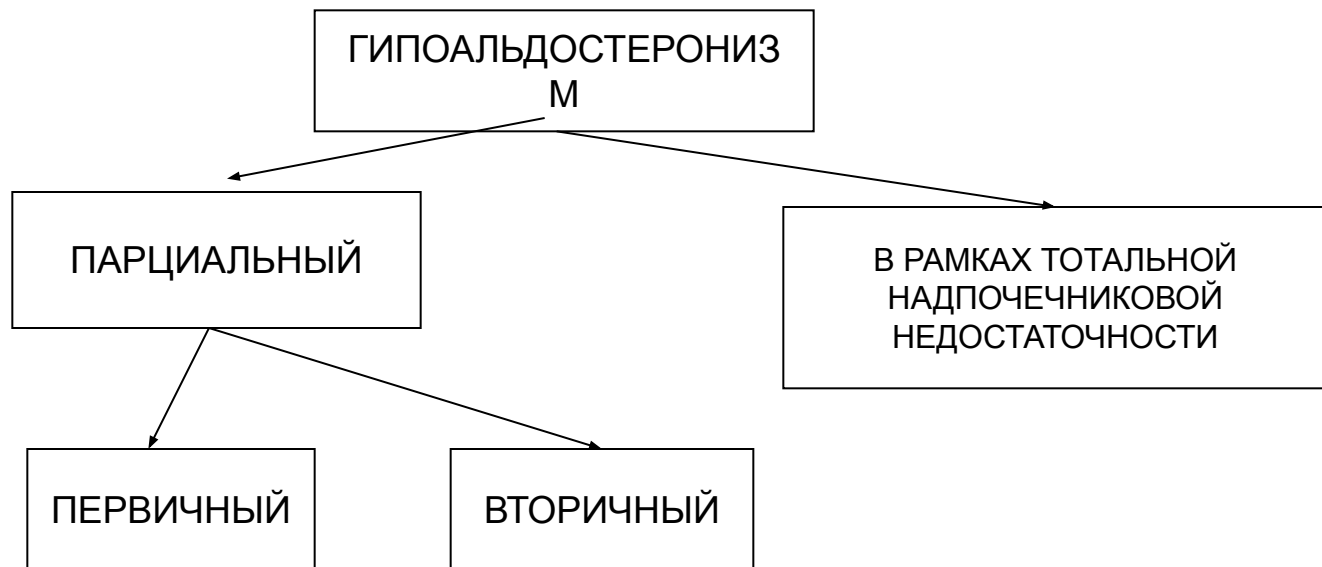 ГИПОАЛЬДОСТЕРОНИЗ
М
ПАРЦИАЛЬНЫЙ
В РАМКАХ ТОТАЛЬНОЙ
НАДПОЧЕЧНИКОВОЙ
НЕДОСТАТОЧНОСТИ
ПЕРВИЧНЫЙ
ВТОРИЧНЫЙ